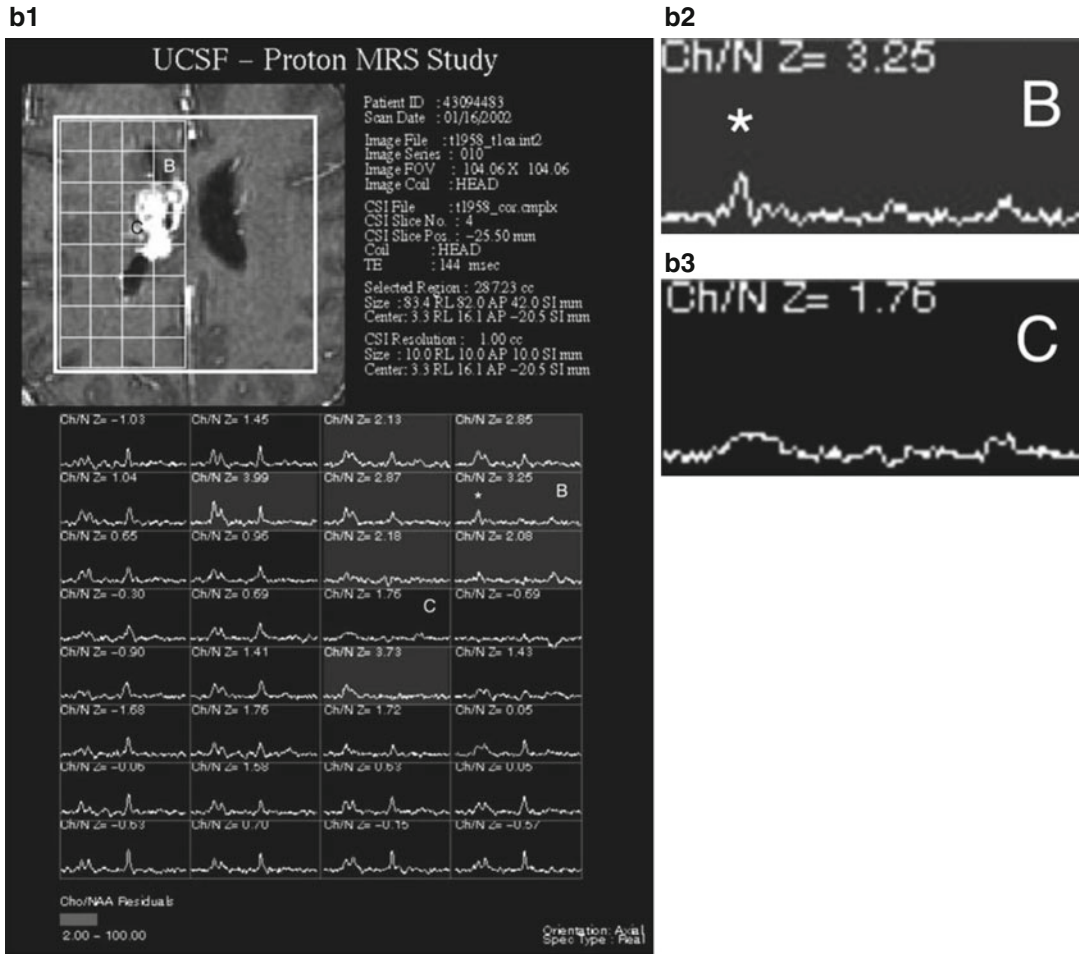 b1
UCSF – Proton MRS Study
Patient ID : 43094483
Scan Date : 01/16/2002
Image File : t1958_t1ca.int2
Image Series : 010
Image FOV : 104.06 X 104.06
Image Coil : HEAD
CSI File : t1958_cor.cmplx
CSI Slice No. : 4
CSI Slice Pos : -25.50 mm
Coil : HEAD
TE : 144 msec
Selected Region : 287.23 cc
Size : 83.4 RL 82.0 AP 42.0 SI mm
Center: 3.3 RL 16.1 AP -20.5 SI mm
CSI Resolution : 1.00 cc
Size : 10.0 RL 10.0 AP 10.0 SI mm
Center: 3.3 RL 16.1 AP -20.5 SI mm
B
C
Ch/N Z= -1.03 Ch/N Z= 1.45 Ch/N Z= 2.13 Ch/N Z= 2.85
Ch/N Z= 1.04 Ch/N Z= 3.99 Ch/N Z= 2.87 Ch/N Z= 3.25
* B
Ch/N Z= 0.65 Ch/N Z= 0.96 Ch/N Z= 2.18 Ch/N Z= 2.08
Ch/N Z= -0.30 Ch/N Z= 0.69 Ch/N Z= 1.76 Ch/N Z= -0.69
C
Ch/N Z= -0.90 Ch/N Z= 1.41 Ch/N Z= 3.73 Ch/N Z= 1.43
Ch/N Z= -1.68 Ch/N Z= 1.76 Ch/N Z= 1.72 Ch/N Z= 0.05
Ch/N Z= -0.06 Ch/N Z= 1.58 Ch/N Z= 0.63 Ch/N Z= 0.05
Ch/N Z= -0.63 Ch/N Z= 0.70 Ch/N Z= -0.15 Ch/N Z= -0.57
Cho/NAA Residuals
2.00 – 100.00
Orientation: Axial
Spec Type : Real
b2
Ch/N Z= 3.25
* B
b3
Ch/N Z= 1.76
C